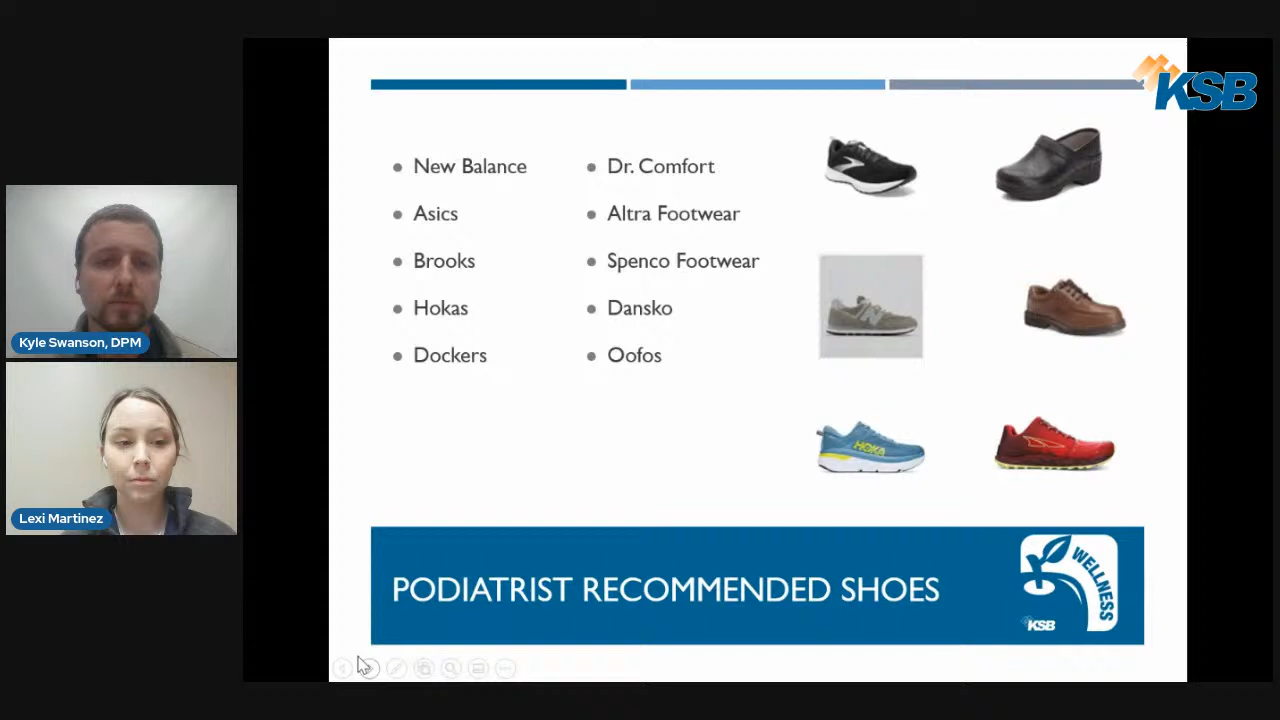 KSB
New Balance
Asics
Brooks
Hokas
Dockers
Dr. Comfort
Altra Footwear
Spenco Footwear
Dansko
Oofos
N
HOKA
Kyle Swanson, DPM
Lexi Martinez
PODIATRIST RECOMMENDED SHOES
WELLNESS
KSB